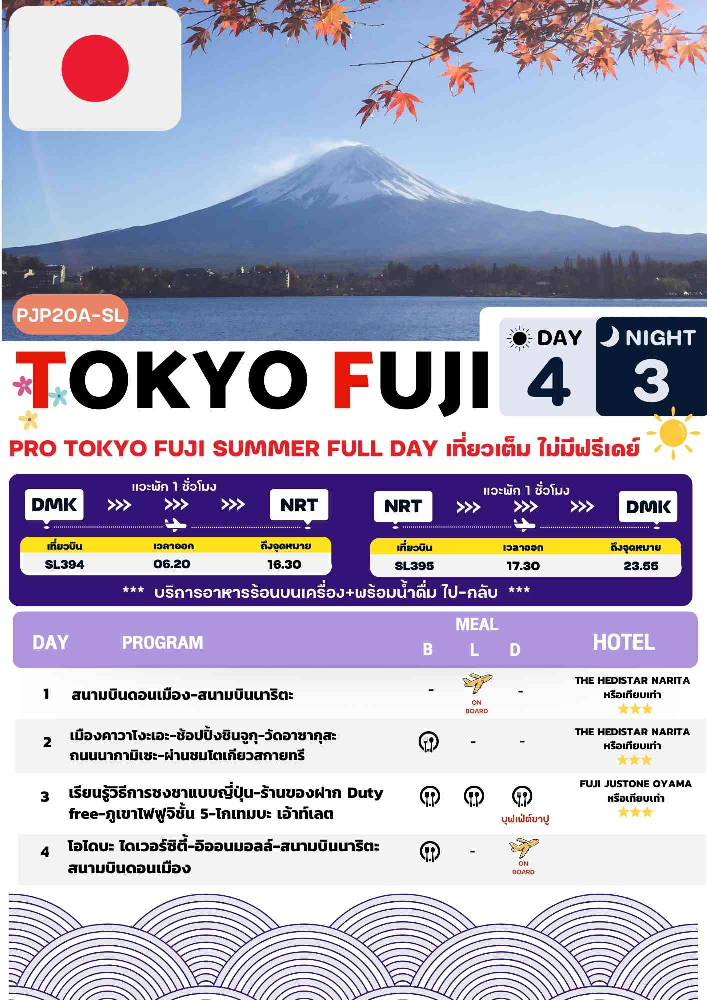 PJP20A-SL
DAY
4
NIGHT
3
TOKYO FUJI
PRO TOKYO FUJI SUMMER FULL DAY เที่ยวเต็ม ไม่มีฟรีเดย์
DMK
แวะพัก 1 ชั่วโมง
NRT
เที่ยวบิน เวลาออก ถึงจุดหมาย
SL394 06.20 16.30
NRT
แวะพัก 1 ชั่วโมง
DMK
เที่ยวบิน เวลาออก ถึงจุดหมาย
SL395 17.30 23.55
*** บริการอาหารร้อนบนเครื่อง+พร้อมน้ำดื่ม ไป-กลับ ***
DAY PROGRAM MEAL HOTEL
B L D
1 สนามบินดอนเมือง-สนามบินนาริตะ - -
ON
BOARD
THE HEDISTAR NARITA
หรือเทียบเท่า
2 เมืองคาวาโงะเอะ-ช้อปปิ้งชินจูกุ-วัดอาซากุสะ
ถนนนากามิเซะ-ผ่านชมโตเกียวสกายทรี
- -
THE HEDISTAR NARITA
หรือเทียบเท่า
3 เรียนรู้วิธีการชงชาแบบญี่ปุ่น-ร้านของฝาก Duty
free-ภูเขาไฟฟูจิชั้น 5-โกเทมบะ เอ้าท์เลต
บุฟเฟ่ต์ขาปู
FUJI JUSTONE OYAMA
หรือเทียบเท่า
4 โอไดบะ ไดเวอร์ซิตี้-อิออนมอลล์-สนามบินนาริตะ
สนามบินดอนเมือง
-
ON
BOARD